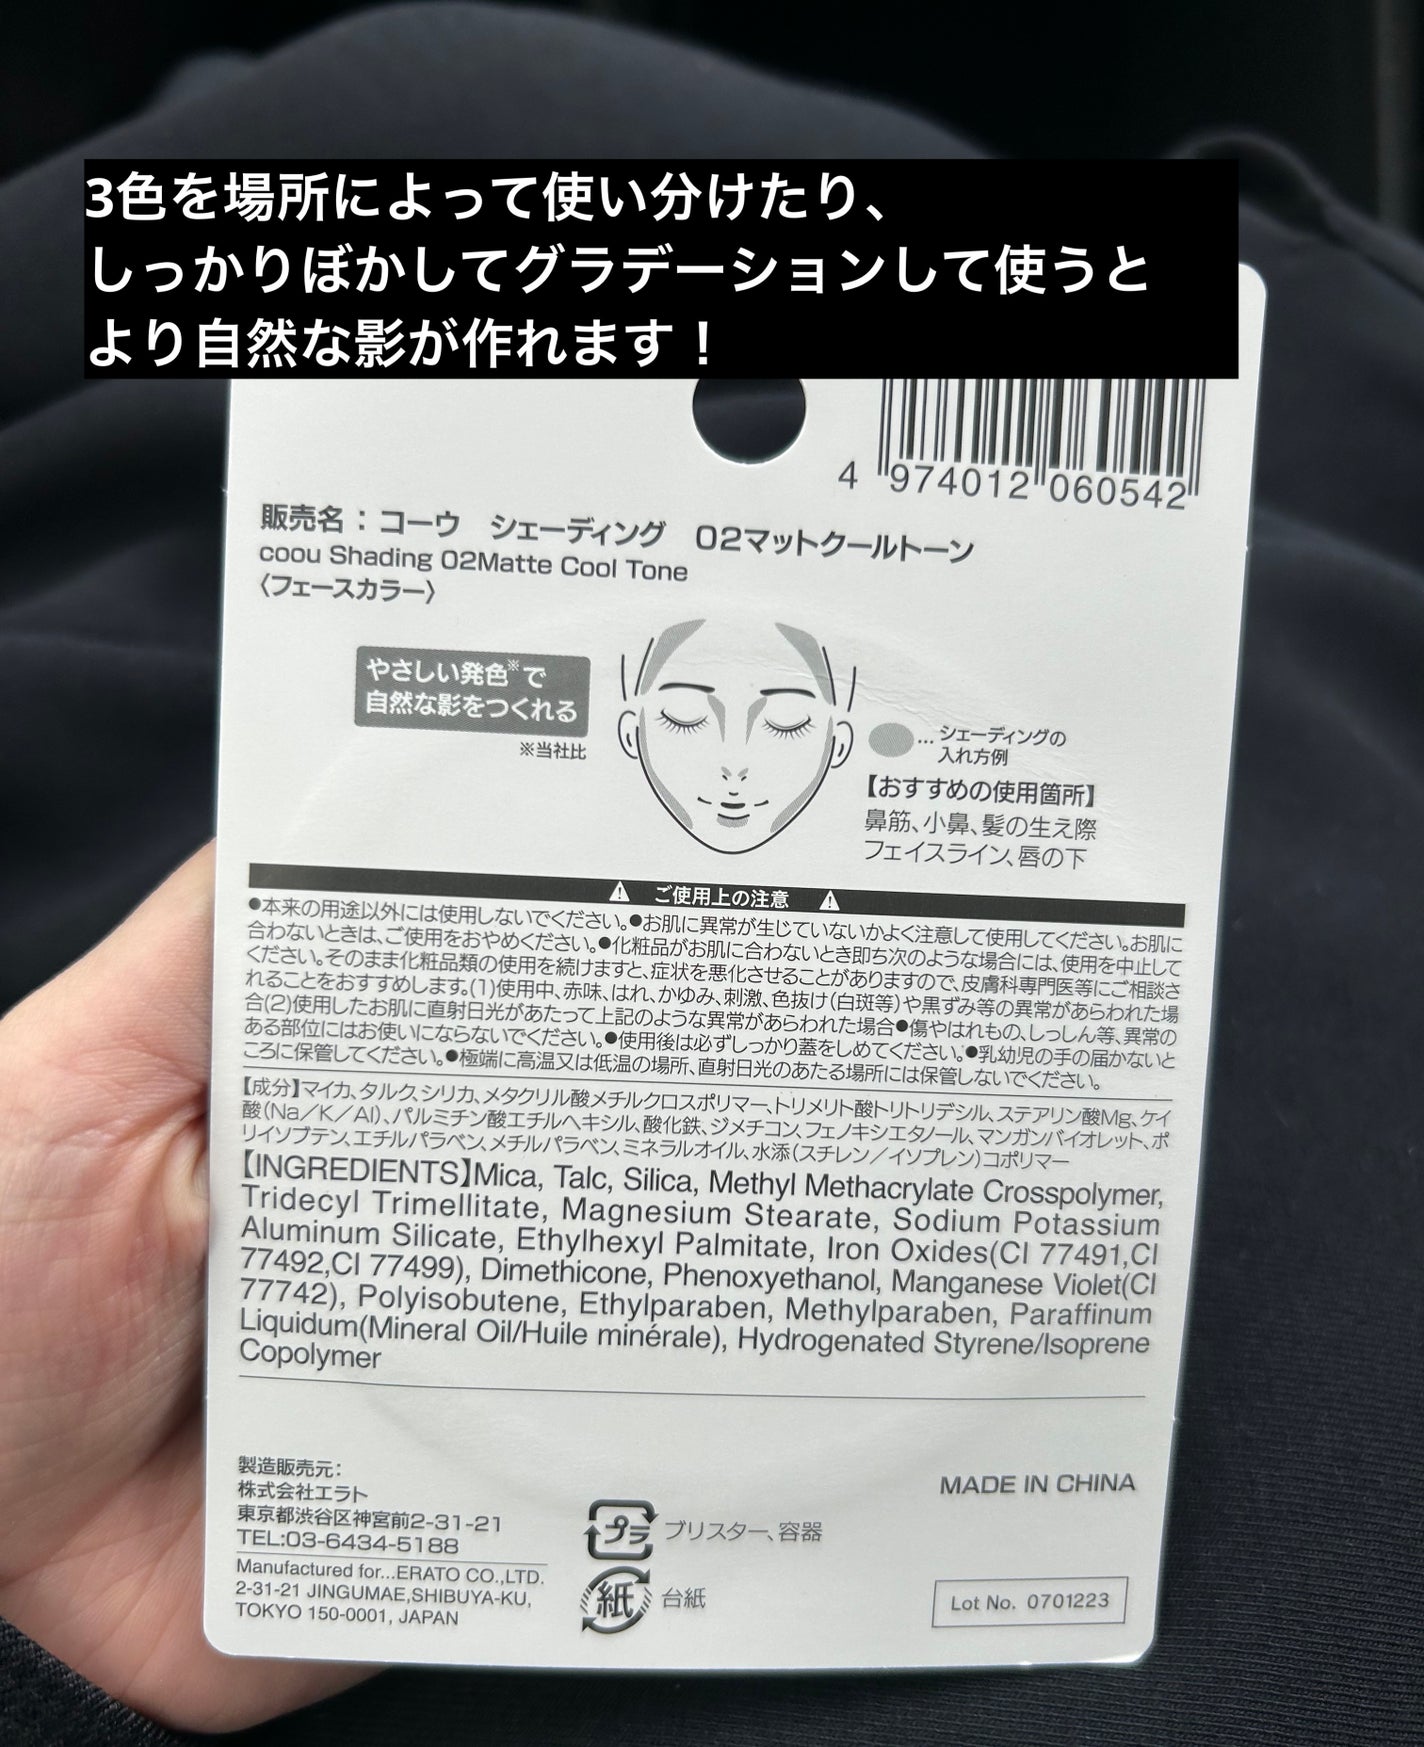 3色を場所によって使い分けたり、
しっかりぼかしてグラデーションして使うと
より自然な影が作れます！
4 974012 060542
販売名：コーウ　シェーディング　02マットクールトーン
coou Shading 02Matte Cool Tone
〈フェースカラー〉
やさしい発色※で
自然な影をつくれる
※当社比
… シェーディングの
入れ方例
【おすすめの使用箇所】
鼻筋、小鼻、髪の生え際
フェイスライン、唇の下
ご使用上の注意
●本来の用途以外には使用しないでください。●お肌に異常が生じていないかよく注意して使用してください。お肌に
合わないときは、ご使用をおやめください。●化粧品がお肌に合わないとき即ち次のような場合には、使用を中止して
ください。そのまま化粧品類の使用を続けますと、症状を悪化させることがありますので、皮膚科専門医等にご相談さ
れることをおすすめします。(1)使用中、赤味、はれ、かゆみ、刺激、色抜け(白斑等)や黒ずみ等の異常があらわれた場
合(2)使用したお肌に直射日光があたって上記のような異常があらわれた場合●傷やはれもの、しっしん等、異常の
ある部位にはお使いにならないでください。●使用後は必ずしっかり蓋をしめてください。●乳幼児の手の届かないと
ころに保管してください。●極端に高温又は低温の場所、直射日光のあたる場所には保管しないでください。
【成分】マイカ、タルク、シリカ、メタクリル酸メチルクロスポリマー、トリメリト酸トリトリデシル、ステアリン酸Mg、ケイ
酸(Na/K/Al)、パルミチン酸エチルヘキシル、酸化鉄、ジメチコン、フェノキシエタノール、マンガンバイオレット、ポ
リイソブテン、エチルパラベン、メチルパラベン、ミネラルオイル、水添(スチレン/イソプレン)コポリマー
【INGREDIENTS】Mica, Talc, Silica, Methyl Methacrylate Crosspolymer,
Tridecyl Trimellitate, Magnesium Stearate, Sodium Potassium
Aluminum Silicate, Ethylhexyl Palmitate, Iron Oxides(CI 77491,CI
77492,CI 77499), Dimethicone, Phenoxyethanol, Manganese Violet(CI
77742), Polyisobutene, Ethylparaben, Methylparaben, Paraffinum
Liquidum(Mineral Oil/Huile minérale), Hydrogenated Styrene/Isoprene
Copolymer
製造販売元：
株式会社エラト
東京都渋谷区神宮前2-31-21
TEL:03-6434-5188
Manufactured for...ERATO CO.,LTD.
2-31-21 JINGUMAE,SHIBUYA-KU,
TOKYO 150-0001, JAPAN
プラ ブリスター、容器
紙 台紙
MADE IN CHINA
Lot No. 0701223